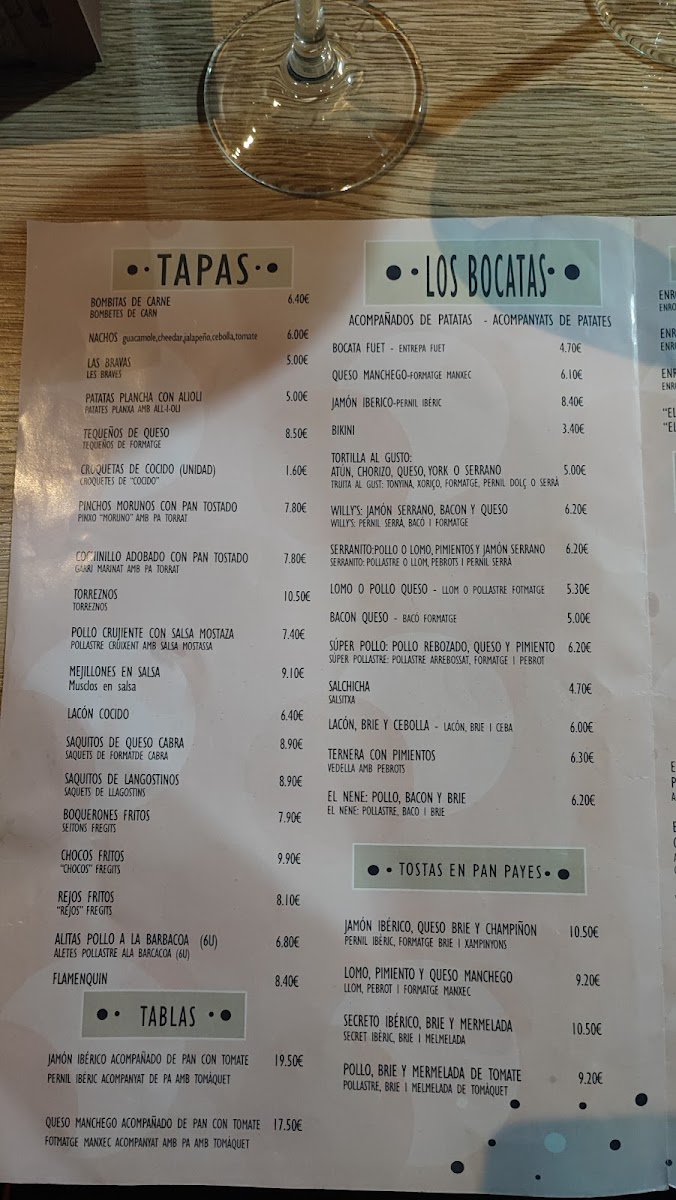 TAPAS
BOMBITAS DE CARNE 6.40€
BOMBETES DE CARN
NACHOS guacamole,cheedar,jalapeño,cebolla,tomate 6.00€
LAS BRAVAS 5.00€
LES BRAVES
PATATAS PLANCHA CON ALIOLI 5.00€
PATATES PLANXA AMB ALL-I-OLI
TEQUEÑOS DE QUESO 8.50€
TEQUEÑOS DE FORMATGE
CROQUETAS DE COCIDO (UNIDAD) 1.60€
CROQUETES DE "COCIDO"
PINCHOS MORUNOS CON PAN TOSTADO 7.80€
PINXO "MORUNO" AMB PA TORRAT
COCHINILLO ADOBADO CON PAN TOSTADO 7.80€
GARRI MARINAT AMB PA TORRAT
TORREZNOS 10.50€
TORREZNOS
POLLO CRUJIENTE CON SALSA MOSTAZA 7.40€
POLLASTRE CRUIXENT AMB SALSA MOSTASSA
MEJILLONES EN SALSA 9.10€
Musclos en salsa
LACÓN COCIDO 6.40€
SAQUITOS DE QUESO CABRA 8.90€
SAQUETS DE FORMATDE CABRA
SAQUITOS DE LANGOSTINOS 8.90€
SAQUETS DE LLAGOSTINS
BOQUERONES FRITOS 7.90€
SEITONS FREGITS
CHOCOS FRITOS 9.90€
"CHOCOS" FREGITS
REJOS FRITOS 8.10€
"REJOS" FREGITS
ALITAS POLLO A LA BARBACOA (6U) 6.80€
ALETES POLLASTRE ALA BARCACOA (6U)
FLAMENQUIN 8.40€
TABLAS
JAMÓN IBÉRICO ACOMPAÑADO DE PAN CON TOMATE 19.50€
PERNIL IBÉRIC ACOMPANYAT DE PA AMB TOMÀQUET
QUESO MANCHEGO ACOMPAÑADO DE PAN CON TOMATE 17.50€
FOTMATGE MANXEC ACOMPANYAT AMB PA AMB TOMÀQUET
LOS BOCATAS
ACOMPAÑADOS DE PATATAS - ACOMPANYATS DE PATATES
BOCATA FUET - ENTREPA FUET 4.70€
QUESO MANCHEGO-FORMATGE MANXEC 6.10€
JAMÓN IBERICO-PERNIL IBÉRIC 8.40€
BIKINI 3.40€
TORTILLA AL GUSTO:
ATÚN, CHORIZO, QUESO, YORK O SERRANO 5.00€
TRUITA AL GUST: TONYINA, XORIÇO, FORMATGE, PERNIL DOLÇ O SERRÀ
WILLY'S: JAMÓN SERRANO, BACON Y QUESO 6.20€
WILLY'S: PERNIL SERRÀ, BACÓ I FORMATGE
SERRANITO:POLLO O LOMO, PIMIENTOS Y JAMÓN SERRANO 6.20€
SERRANITO: POLLASTRE O LLOM, PEBROTS I PERNIL SERRÀ
LOMO O POLLO QUESO - LLOM O POLLASTRE FOTMATGE 5.30€
BACON QUESO - BACÓ FORMATGE 5.00€
SÚPER POLLO: POLLO REBOZADO, QUESO Y PIMIENTO 6.20€
SÚPER POLLASTRE: POLLASTRE ARREBOSSAT, FORMATGE I PEBROT
SALCHICHA 4.70€
SALSITXA
LACÓN, BRIE Y CEBOLLA - LACÓN, BRIE I CEBA 6.00€
TERNERA CON PIMIENTOS 6.30€
VEDELLA AMB PEBROTS
EL NENE: POLLO, BACON Y BRIE 6.20€
EL NENE: POLLASTRE, BACO I BRIE
TOSTAS EN PAN PAYES
JAMÓN IBÉRICO, QUESO BRIE Y CHAMPIÑON 10.50€
PERNIL IBÈRIC, FORMATGE BRIE I XAMPINYONS
LOMO, PIMIENTO Y QUESO MANCHEGO 9.20€
LLOM, PEBROT I FORMATGE MANXEC
SECRETO IBÉRICO, BRIE Y MERMELADA 10.50€
SECRET IBÈRIC, BRIE I MELMELADA
POLLO, BRIE Y MERMELADA DE TOMATE 9.20€
POLLASTRE, BRIE I MELMELADA DE TOMÀQUET